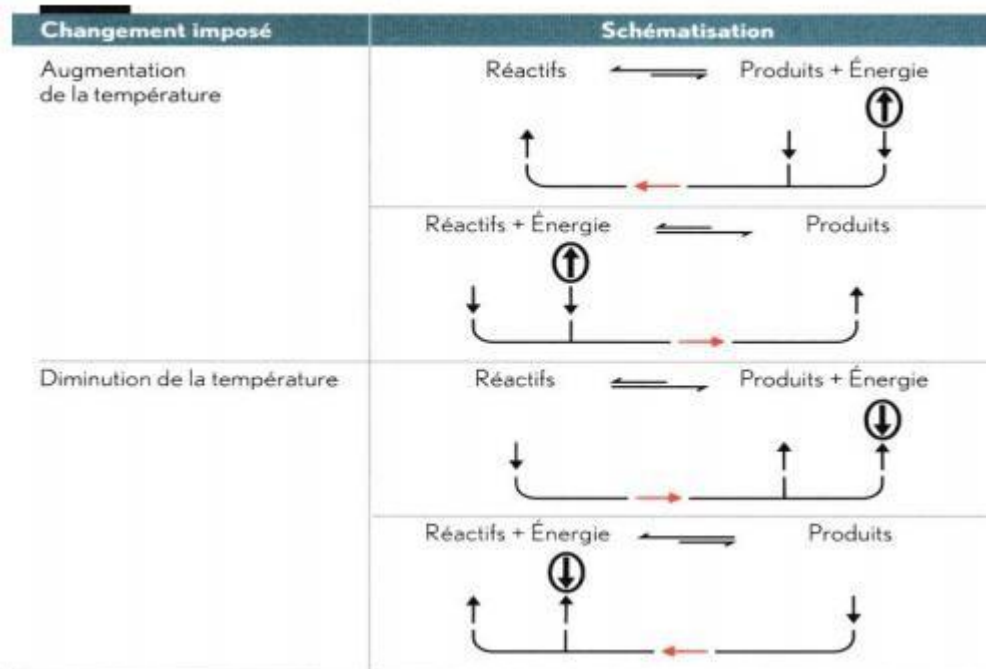 Changement imposé
Schématisation
Augmentation
de la température
Réactifs
Produits + Énergie
Réactifs + Énergie
Produits
Diminution de la température
Réactifs
Produits + Énergie
Réactifs + Énergie
Produits